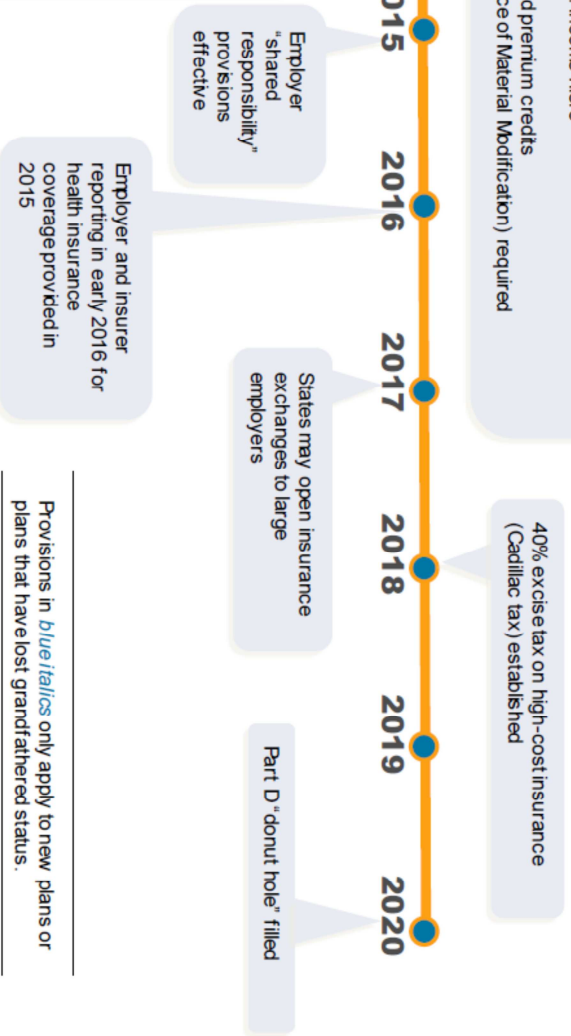 d premium credits
ce of Material Modification) required
40% excise tax on high-cost insurance
(Cadillac tax) established
2016
2017
2018
2019
2020
Employer
"shared
responsibility"
provisions
effective
Employer and insurer
reporting in early 2016 for
health insurance
coverage provided in
2015
States may open insurance
exchanges to large
employers
Part D "donut hole" filled
Provisions in blue italics only apply to new plans or
plans that have lost grandfathered status.